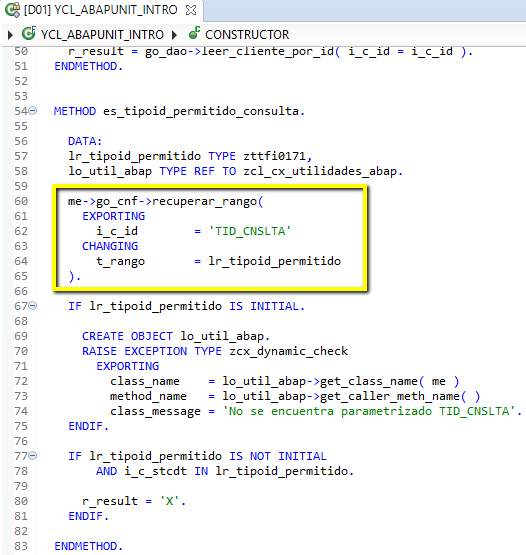 [D01] YCL_ABAPUNIT_INTRO
YCL_ABAPUNIT_INTRO CONSTRUCTOR
50 r_result = go_dao->leer_cliente_por_id( i_c_id = i_c_id ).
51 ENDMETHOD.
52
53
54 METHOD es_tipoid_permitido_consulta.
55
56 DATA:
57 lr_tipoid_permitido TYPE zttfi0171,
58 lo_util_abap TYPE REF TO zcl_cx_utilidades_abap.
59
60 me->go_cnf->recuperar_rango(
61 EXPORTING
62 i_c_id = 'TID_CNSLTA'
63 CHANGING
64 t_rango = lr_tipoid_permitido
65 ).
66
67 IF lr_tipoid_permitido IS INITIAL.
68
69 CREATE OBJECT lo_util_abap.
70 RAISE EXCEPTION TYPE zcx_dynamic_check
71 EXPORTING
72 class_name = lo_util_abap->get_class_name( me )
73 method_name = lo_util_abap->get_caller_meth_name( )
74 class_message = 'No se encuentra parametrizado TID_CNSLTA'.
75 ENDIF.
76
77 IF lr_tipoid_permitido IS NOT INITIAL
78 AND i_c_stcdt IN lr_tipoid_permitido.
79
80 r_result = 'X'.
81 ENDIF.
82
83 ENDMETHOD.